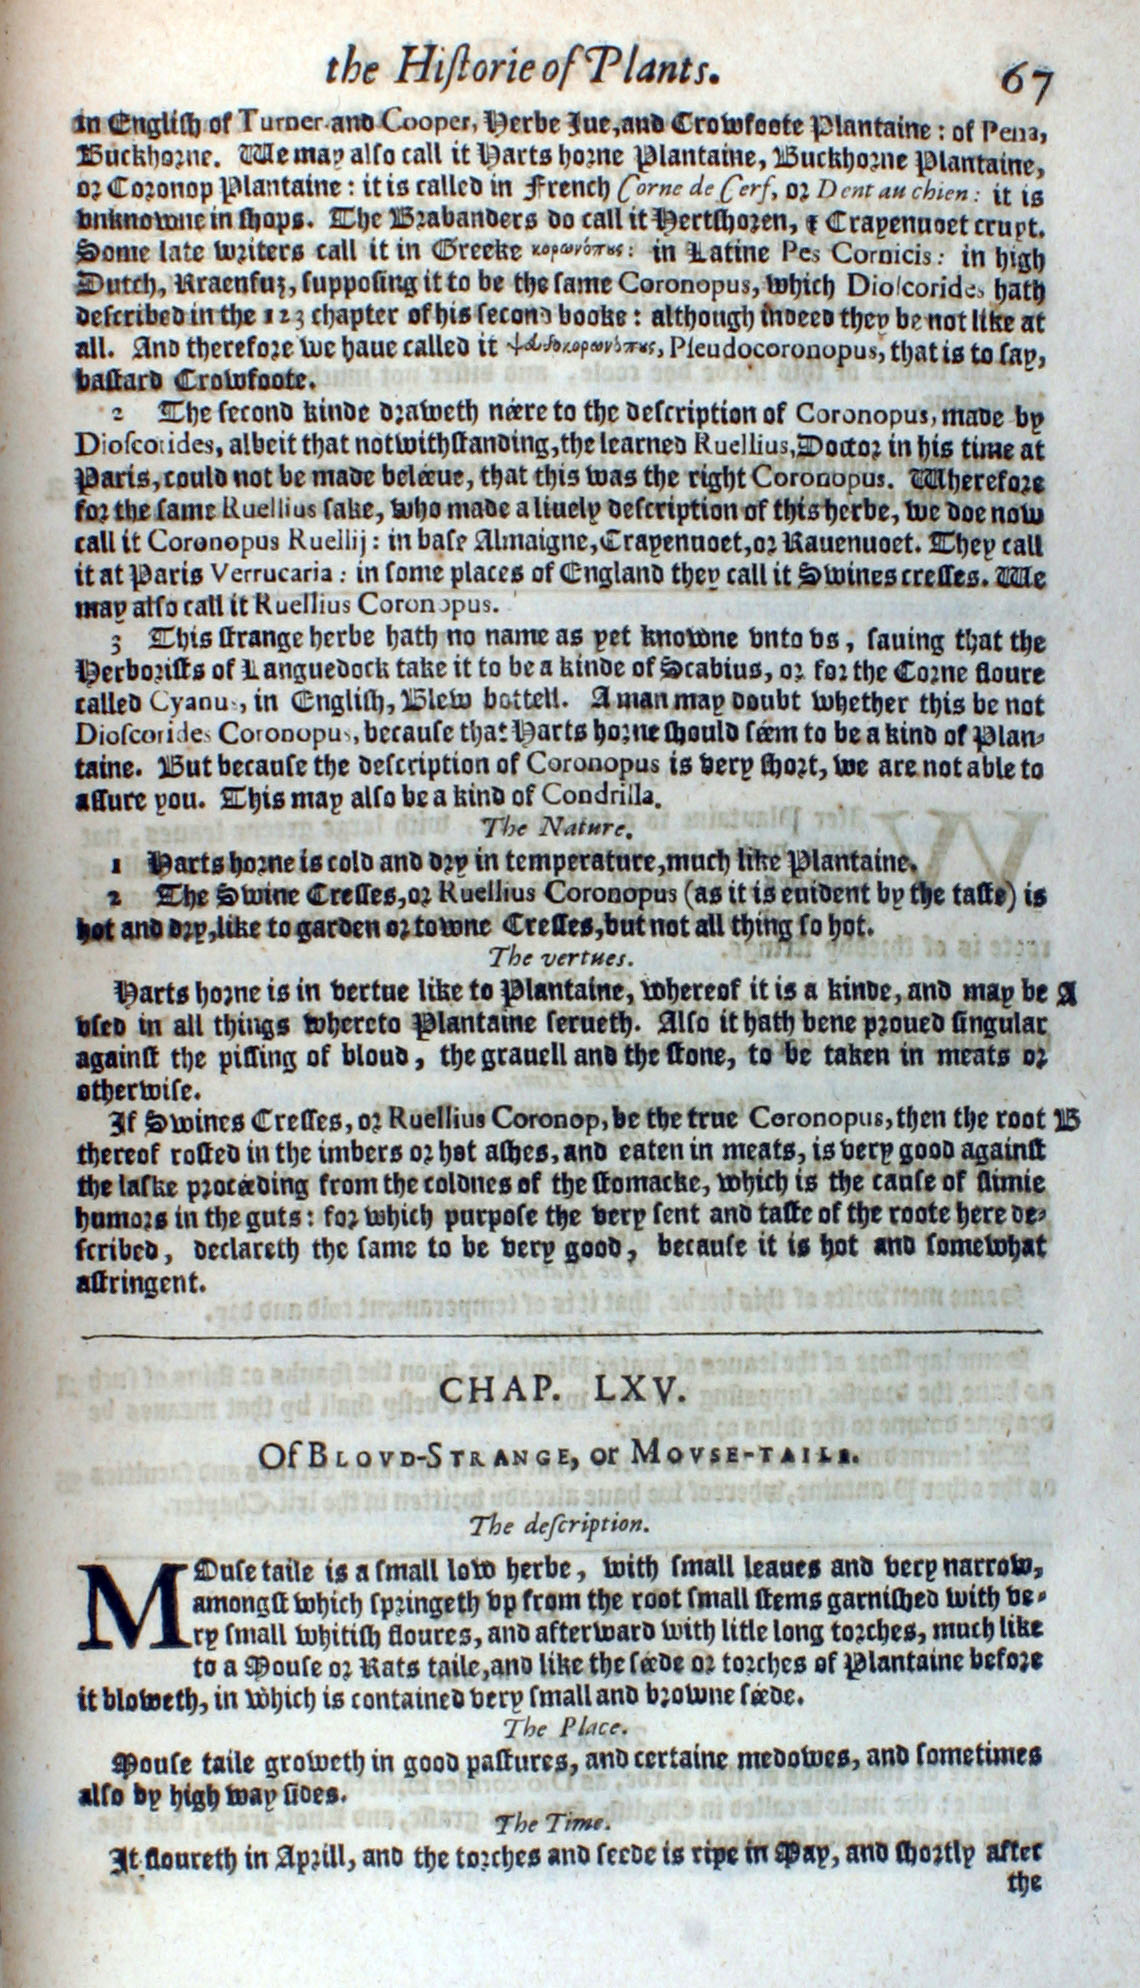 the Hiſtorie of Plants. 67
in Engliſh of Turner and Cooper, Herbe Iue, and Crowfoote Plantaine: of Pena,
Buckhorne. We may alſo call it Harts horne Plantaine, Buckhorne Plantaine,
or Coronop Plantaine: it is called in French Corne de Cerf, or Dent au chien: it is
vnknowne in ſhops. The Brabanders do call it Hertſhoren, & Crayenuoet cruyt.
Some late writers call it in Greeke κορωνόπους: in Latine Pes Cornicis: in high
Dutch, Kraenfuz, ſuppoſing it to be the ſame Coronopus, which Dioſcorides hath
deſcribed in the 123 chapter of his ſecond booke: although indeed they be not like at
all. And therefore we haue called it ψευδοκορωνόπους, Pſeudocoronopus, that is to ſay,
baſtard Crowfoote.
2 The ſecond kinde draweth néere to the deſcription of Coronopus, made by
Dioſcorides, albeit that notwithſtanding, the learned Ruellius, Doctor in his time at
Paris, could not be made beléeue, that this was the right Coronopus. Wherefore
for the ſame Ruellius ſake, who made a liuely deſcription of this herbe, we doe now
call it Coronopus Ruellij: in baſe Almaigne, Crayenuoet, or Rauenuoet. They call
it at Paris Verrucaria: in ſome places of England they call it Swines creſſes. We
may alſo call it Ruellius Coronopus.
3 This ſtrange herbe hath no name as yet knowne vnto vs, ſauing that the
Herboriſts of Languedock take it to be a kinde of Scabius, or for the Corne floure
called Cyanus, in Engliſh, Blew bottell. A man may doubt whether this be not
Dioſcorides Coronopus, becauſe that Harts horne ſhould ſéem to be a kind of Plan-
taine. But becauſe the deſcription of Coronopus is very ſhort, we are not able to
aſſure you. This may alſo be a kind of Condrilla.
The Nature.
1 Harts horne is cold and dry in temperature, much like Plantaine.
2 The Swine Creſſes, or Ruellius Coronopus (as it is euident by the taſte) is
hot and dry, like to garden or towne Creſſes, but not all thing ſo hot.
The vertues.
Harts horne is in vertue like to Plantaine, whereof it is a kinde, and may be A
vſed in all things whereto Plantaine ſerueth. Alſo it hath bene proued ſingular
againſt the piſſing of bloud, the grauell and the ſtone, to be taken in meats or
otherwiſe.
If Swines Creſſes, or Ruellius Coronop, be the true Coronopus, then the root B
thereof roſted in the imbers or hot aſhes, and eaten in meats, is very good againſt
the laſke procéeding from the coldnes of the ſtomacke, which is the cauſe of ſlimie
humors in the guts: for which purpoſe the very ſent and taſte of the roote here de-
ſcribed, declareth the ſame to be very good, becauſe it is hot and ſomewhat
aſtringent.
CHAP. LXV.
Of BLOVD-STRANGE, or MOVSE-TAILE.
The deſcription.
MOuſe taile is a ſmall low herbe, with ſmall leaues and very narrow,
amongſt which ſpringeth vp from the root ſmall ſtems garniſhed with ve-
ry ſmall whitiſh floures, and afterward with litle long torches, much like
to a Mouſe or Rats taile, and like the ſéede or torches of Plantaine before
it bloweth, in which is contained very ſmall and browne ſéede.
The Place.
Mouſe taile groweth in good paſtures, and certaine medowes, and ſometimes
alſo by high way ſides.
The Time.
It floureth in Aprill, and the torches and ſeede is ripe in May, and ſhortly after
the